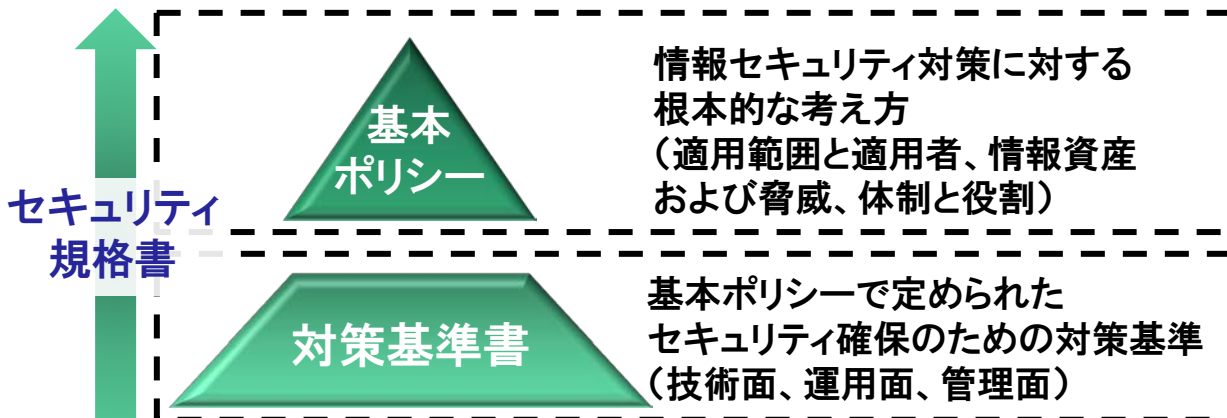 セキュリティ
規格書
基本
ポリシー
情報セキュリティ対策に対する
根本的な考え方
（適用範囲と適用者、情報資産
および脅威、体制と役割）
対策基準書
基本ポリシーで定められた
セキュリティ確保のための対策基準
（技術面、運用面、管理面）